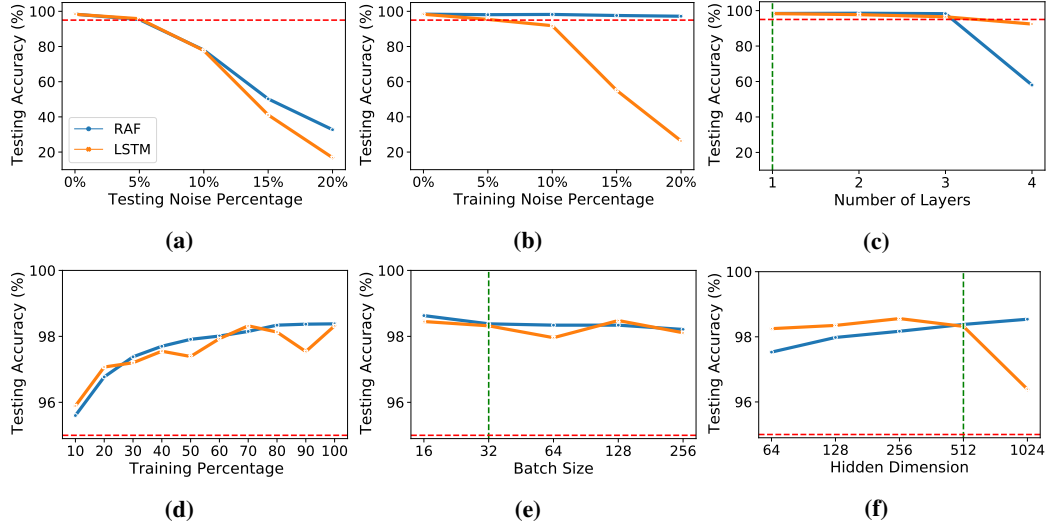 Testing Accuracy (%)
100
80
60
40
20
RAF
LSTM
0% 5% 10% 15% 20%
Testing Noise Percentage
(a)
Testing Accuracy (%)
100
80
60
40
20
0% 5% 10% 15% 20%
Training Noise Percentage
(b)
Testing Accuracy (%)
100
80
60
40
20
1 2 3 4
Number of Layers
(c)
Testing Accuracy (%)
100
98
96
10 20 30 40 50 60 70 80 90 100
Training Percentage
(d)
Testing Accuracy (%)
100
98
96
16 32 64 128 256
Batch Size
(e)
Testing Accuracy (%)
100
98
96
64 128 256 512 1024
Hidden Dimension
(f)